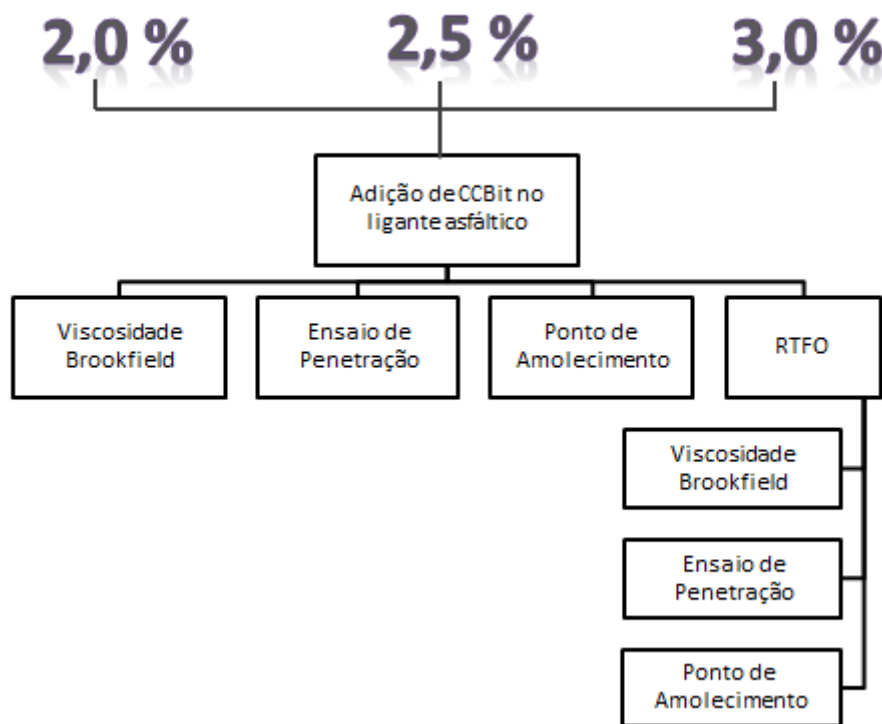 2,0 % 2,5 % 3,0 %
Adição de CCBit no
ligante asfáltico
Viscosidade
Brookfield
Ensaio de
Penetração
Ponto de
Amolecimento
RTFO
Viscosidade
Brookfield
Ensaio de
Penetração
Ponto de
Amolecimento